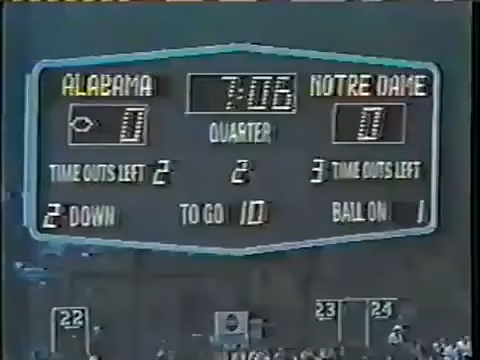 ALABAMA 7:06 NOTRE DAME
0 QUARTER 0
TIME OUTS LEFT 2 2 3 TIME OUTS LEFT
2 DOWN TO GO 10 BALL ON 1
22 23 24